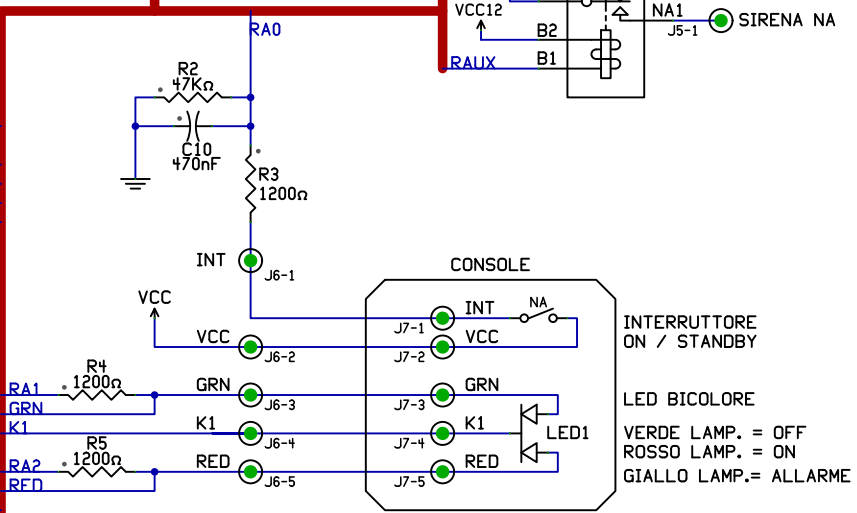 VCC12
NA1
SIRENA NA
J5-1
RA0
B2
B1
RAUX
R2
47KΩ
C10
470nF
R3
1200Ω
INT
J6-1
CONSOLE
VCC
INT
NA
J7-1
INTERRUTTORE
ON / STANDBY
VCC
J6-2
VCC
J7-2
R4
1200Ω
RA1
GRN
GRN
J6-3
GRN
J7-3
LED BICOLORE
K1
K1
J6-4
K1
J7-4
LED1
VERDE LAMP. = OFF
ROSSO LAMP. = ON
GIALLO LAMP.= ALLARME
R5
1200Ω
RA2
RED
RED
J6-5
RED
J7-5